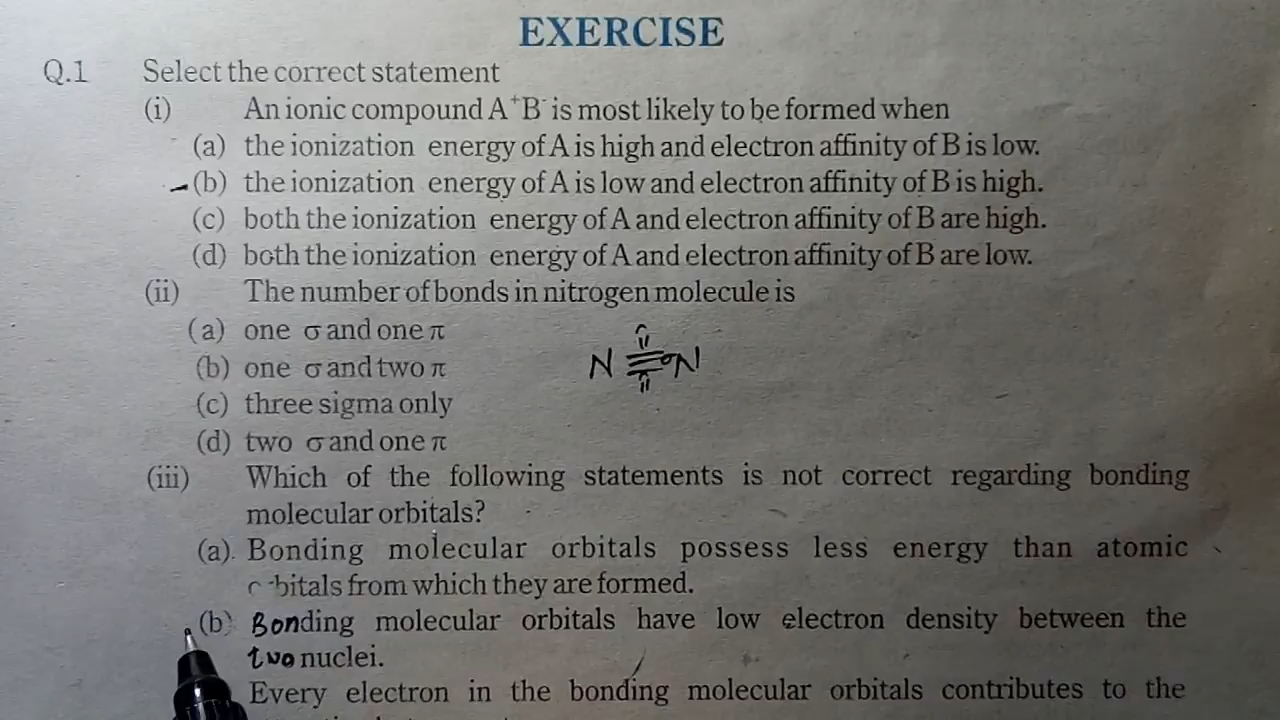 EXERCISE
Q.1 Select the correct statement
(i) An ionic compound A⁺B⁻ is most likely to be formed when
(a) the ionization energy of A is high and electron affinity of B is low.
(b) the ionization energy of A is low and electron affinity of B is high.
(c) both the ionization energy of A and electron affinity of B are high.
(d) both the ionization energy of A and electron affinity of B are low.
(ii) The number of bonds in nitrogen molecule is
(a) one σ and one π
(b) one σ and two π
N ≡ N
(c) three sigma only
(d) two σ and one π
(iii) Which of the following statements is not correct regarding bonding
molecular orbitals?
(a). Bonding molecular orbitals possess less energy than atomic
orbitals from which they are formed.
(b) Bonding molecular orbitals have low electron density between the
two nuclei.
Every electron in the bonding molecular orbitals contributes to the